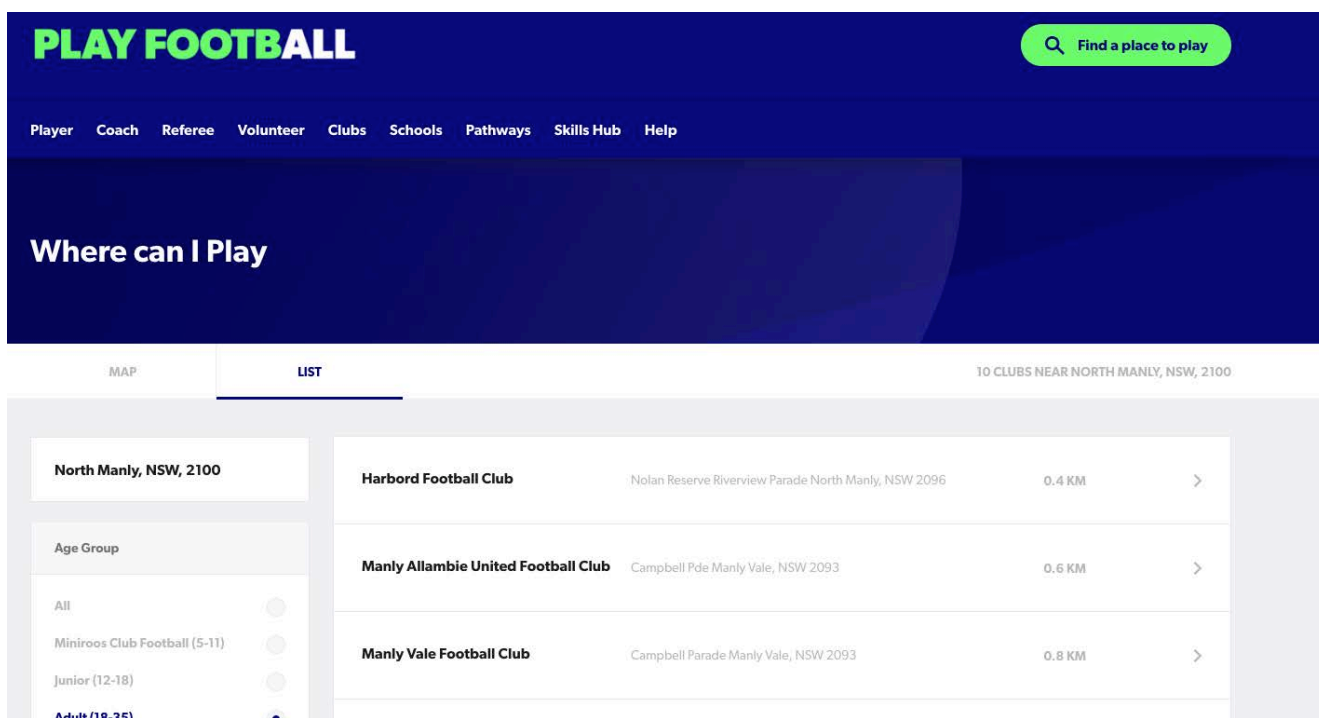 PLAY FOOTBALL
Find a place to play
Player Coach Referee Volunteer Clubs Schools Pathways Skills Hub Help
Where can I Play
MAP LIST 10 CLUBS NEAR NORTH MANLY, NSW, 2100
North Manly, NSW, 2100
Age Group
All
Miniroos Club Football (5-11)
Junior (12-18)
Adult (18-35)
Harbord Football Club Nolan Reserve Riverview Parade North Manly, NSW 2096 0.4 KM
Manly Allambie United Football Club Campbell Pde Manly Vale, NSW 2093 0.6 KM
Manly Vale Football Club Campbell Parade Manly Vale, NSW 2093 0.8 KM